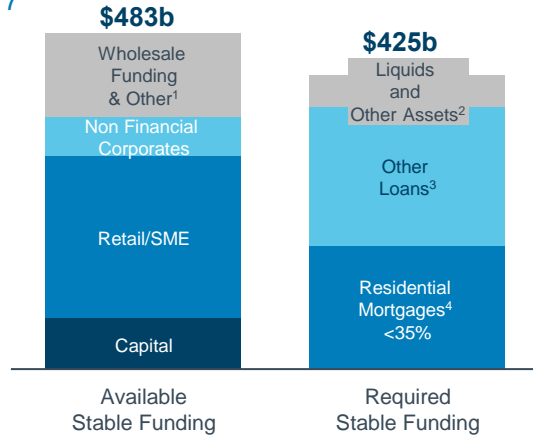 7
$483b
Wholesale
Funding
& Other¹
Non Financial
Corporates
Retail/SME
Capital
Available
Stable Funding
$425b
Liquids
and
Other Assets²
Other
Loans³
Residential
Mortgages⁴
<35%
Required
Stable Funding